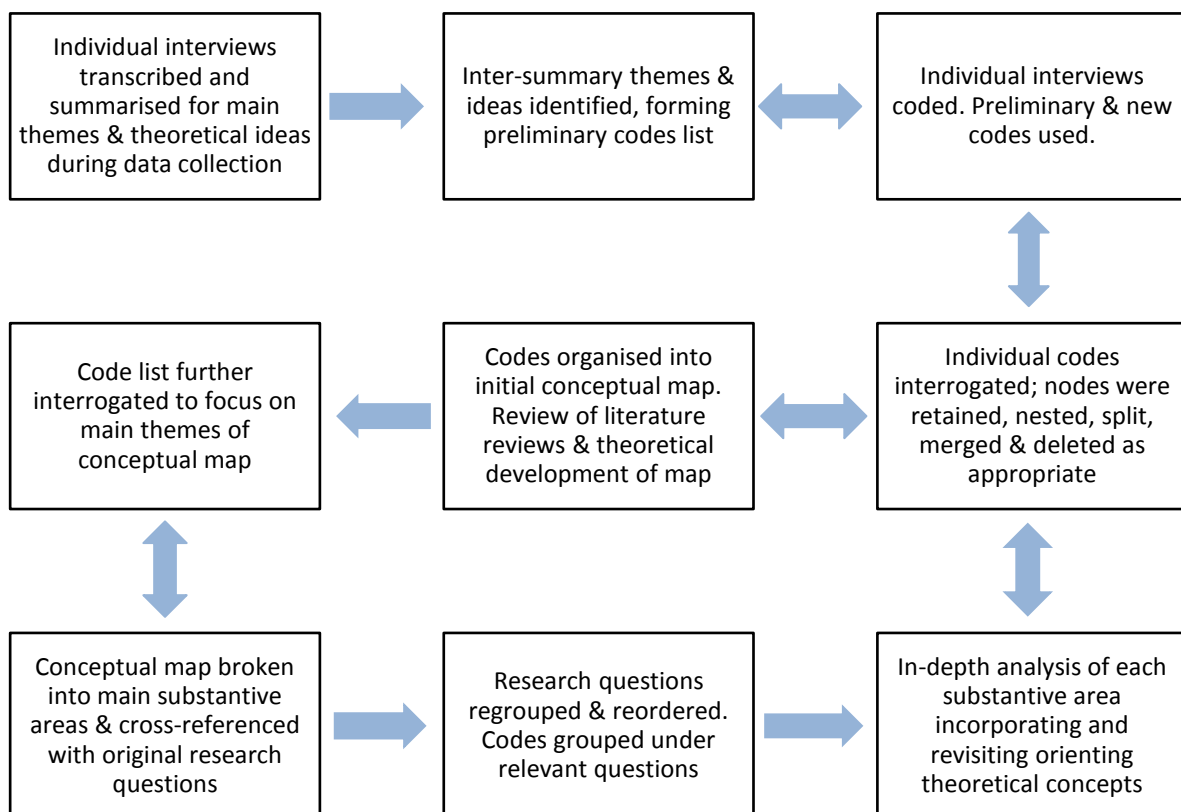 Individual interviews
transcribed and
summarised for main
themes & theoretical ideas
during data collection
Inter-summary themes &
ideas identified, forming
preliminary codes list
Individual interviews
coded. Preliminary & new
codes used.
Code list further
interrogated to focus on
main themes of
conceptual map
Codes organised into
initial conceptual map.
Review of literature
reviews & theoretical
development of map
Individual codes
interrogated; nodes were
retained, nested, split,
merged & deleted as
appropriate
Conceptual map broken
into main substantive
areas & cross-referenced
with original research
questions
Research questions
regrouped & reordered.
Codes grouped under
relevant questions
In-depth analysis of each
substantive area
incorporating and
revisiting orienting
theoretical concepts